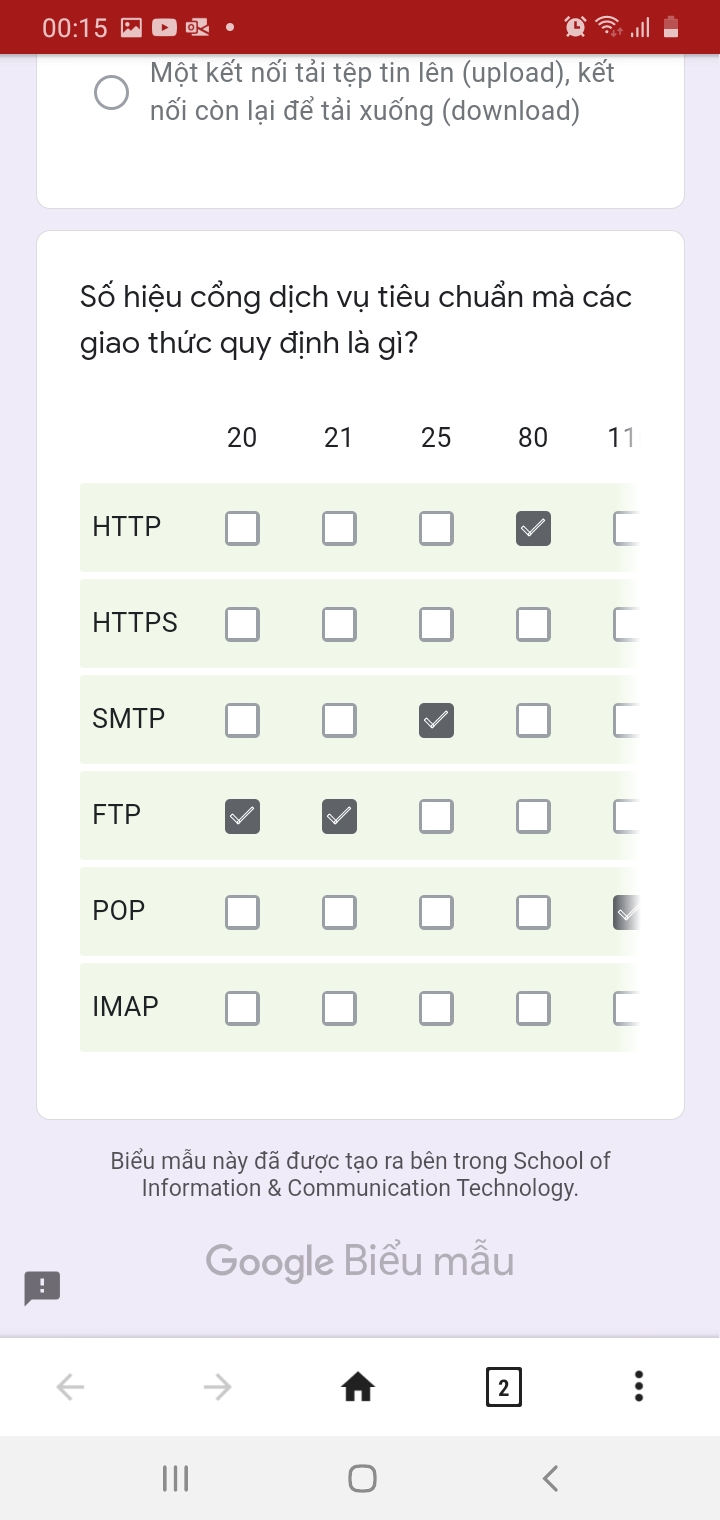 00:15
Một kết nối tải tệp tin lên (upload), kết
nối còn lại để tải xuống (download)
Số hiệu cổng dịch vụ tiêu chuẩn mà các
giao thức quy định là gì?
20 21 25 80 11
HTTP
HTTPS
SMTP
FTP
POP
IMAP
Biểu mẫu này đã được tạo ra bên trong School of
Information & Communication Technology.
Google Biểu mẫu
2